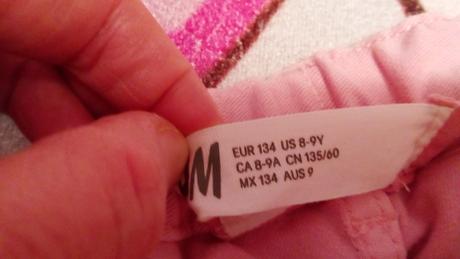 M
EUR 134 US 8-9Y
CA 8-9A CN 135/60
MX 134 AUS 9